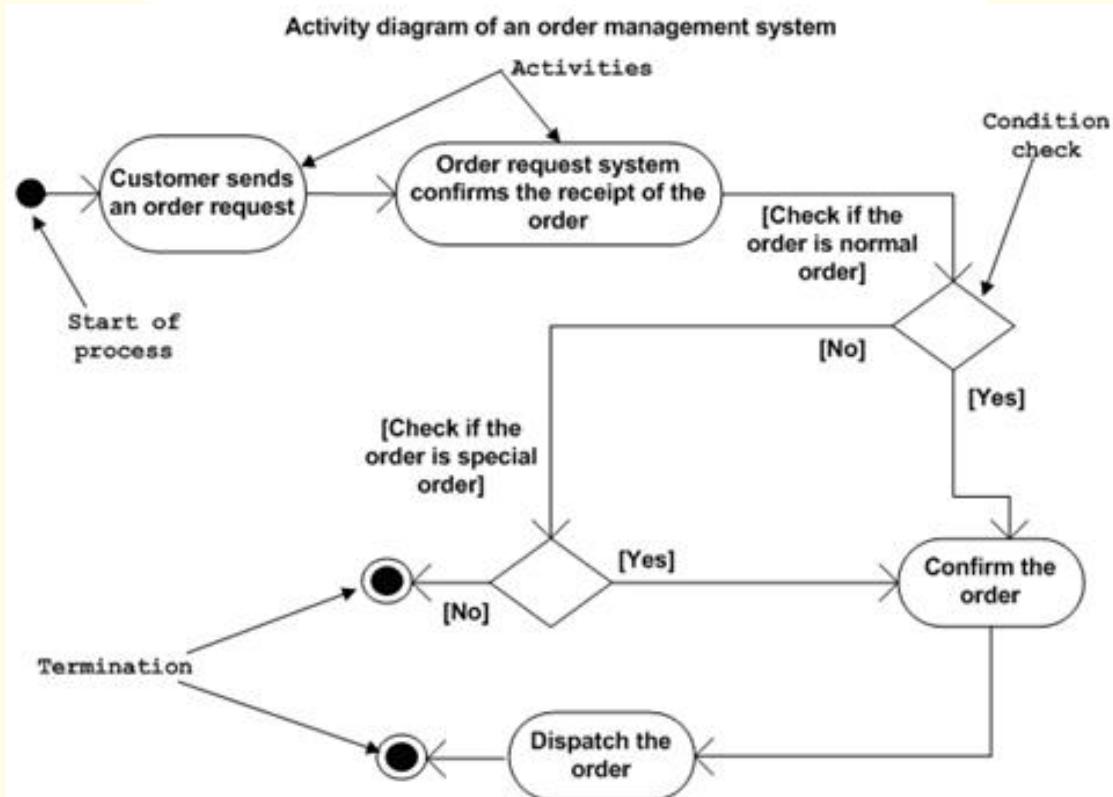 Activity diagram of an order management system
Activities
Condition
check
Customer sends
an order request
Order request system
confirms the receipt of the
order
[Check if the
order is normal
order]
Start of
process
[No]
[Yes]
[Check if the
order is special
order]
[Yes]
[No]
Confirm the
order
Termination
Dispatch the
order